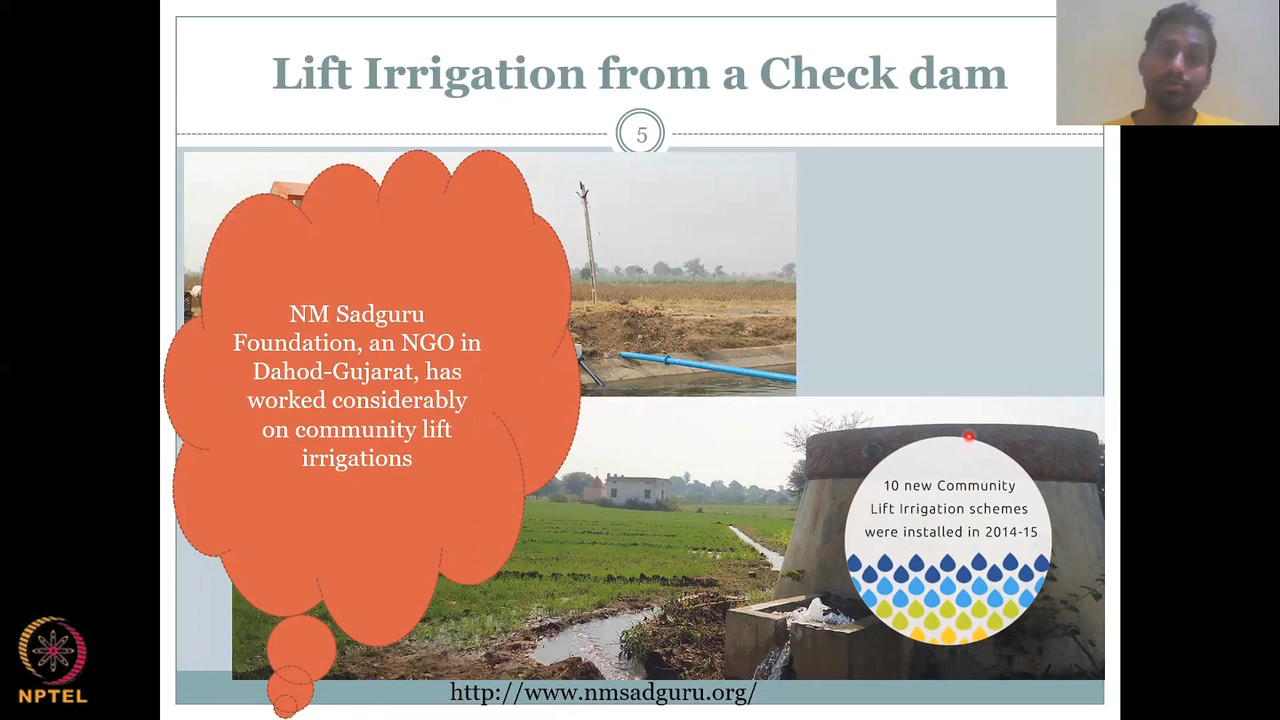 Lift Irrigation from a Check dam
5
NM Sadguru
Foundation, an NGO in
Dahod-Gujarat, has
worked considerably
on community lift
irrigations
10 new Community
Lift Irrigation schemes
were installed in 2014-15
http://www.nmsadguru.org/
NPTEL